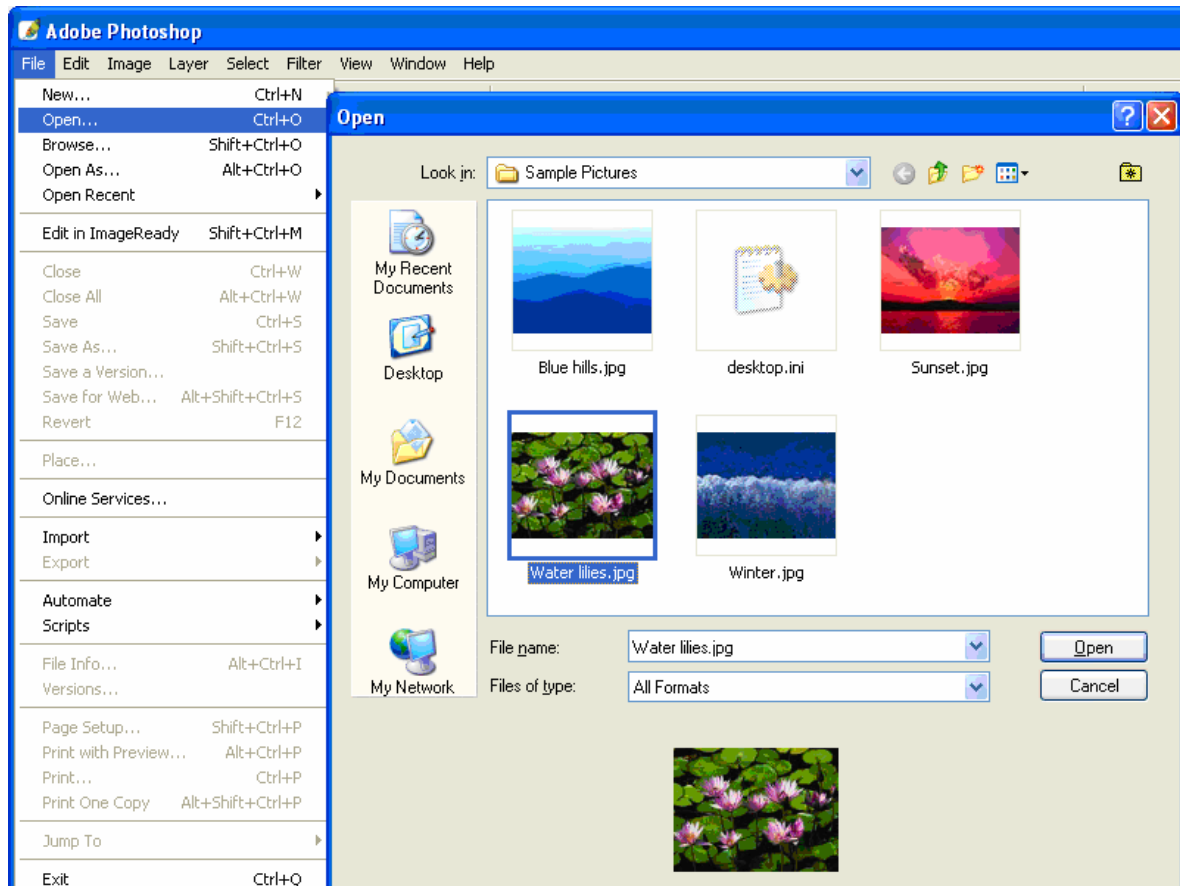 Adobe Photoshop
File Edit Image Layer Select Filter View Window Help
New... Ctrl+N
Open... Ctrl+O
Browse... Shift+Ctrl+O
Open As... Alt+Ctrl+O
Open Recent
Edit in ImageReady Shift+Ctrl+M
Close Ctrl+W
Close All Alt+Ctrl+W
Save Ctrl+S
Save As... Shift+Ctrl+S
Save a Version...
Save for Web... Alt+Shift+Ctrl+S
Revert F12
Place...
Online Services...
Import
Export
Automate
Scripts
File Info... Alt+Ctrl+I
Versions...
Page Setup... Shift+Ctrl+P
Print with Preview... Alt+Ctrl+P
Print... Ctrl+P
Print One Copy Alt+Shift+Ctrl+P
Jump To
Exit Ctrl+Q
Open
Look in: Sample Pictures
My Recent
Documents
Desktop
My Documents
My Computer
My Network
Blue hills.jpg desktop.ini Sunset.jpg
Water lilies.jpg Winter.jpg
File name: Water lilies.jpg Open
Files of type: All Formats Cancel